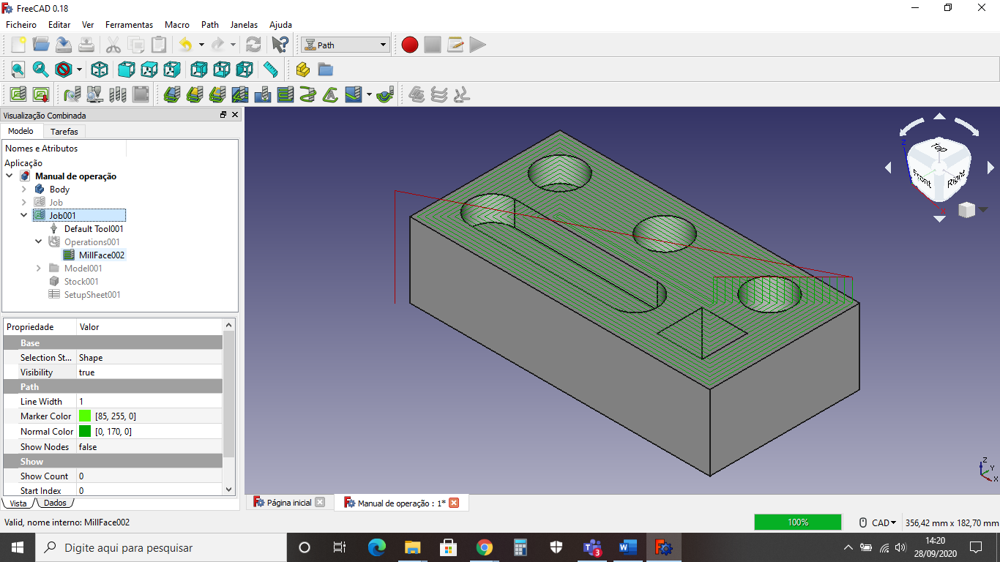 FreeCAD 0.18
Ficheiro Editar Ver Ferramentas Macro Path Janelas Ajuda
Path
Visualização Combinada
Modelo Tarefas
Nomes e Atributos
Aplicação
Manual de operação
Body
Job
Job001
Default Tool001
Operations001
MillFace002
Model001
Stock001
SetupSheet001
Propriedade Valor
Base
Selection St... Shape
Visibility true
Path
Line Width 1
Marker Color [85, 255, 0]
Normal Color [0, 170, 0]
Show Nodes false
Show
Show Count 0
Start Index 0
Vista Dados
Top
Front
Right
Z
X
Z
Y
X
Página inicial
Manual de operação : 1*
Valid, nome interno: MillFace002
100%
CAD
356,42 mm x 182,70 mm
Digite aqui para pesquisar
3
14:20
28/09/2020